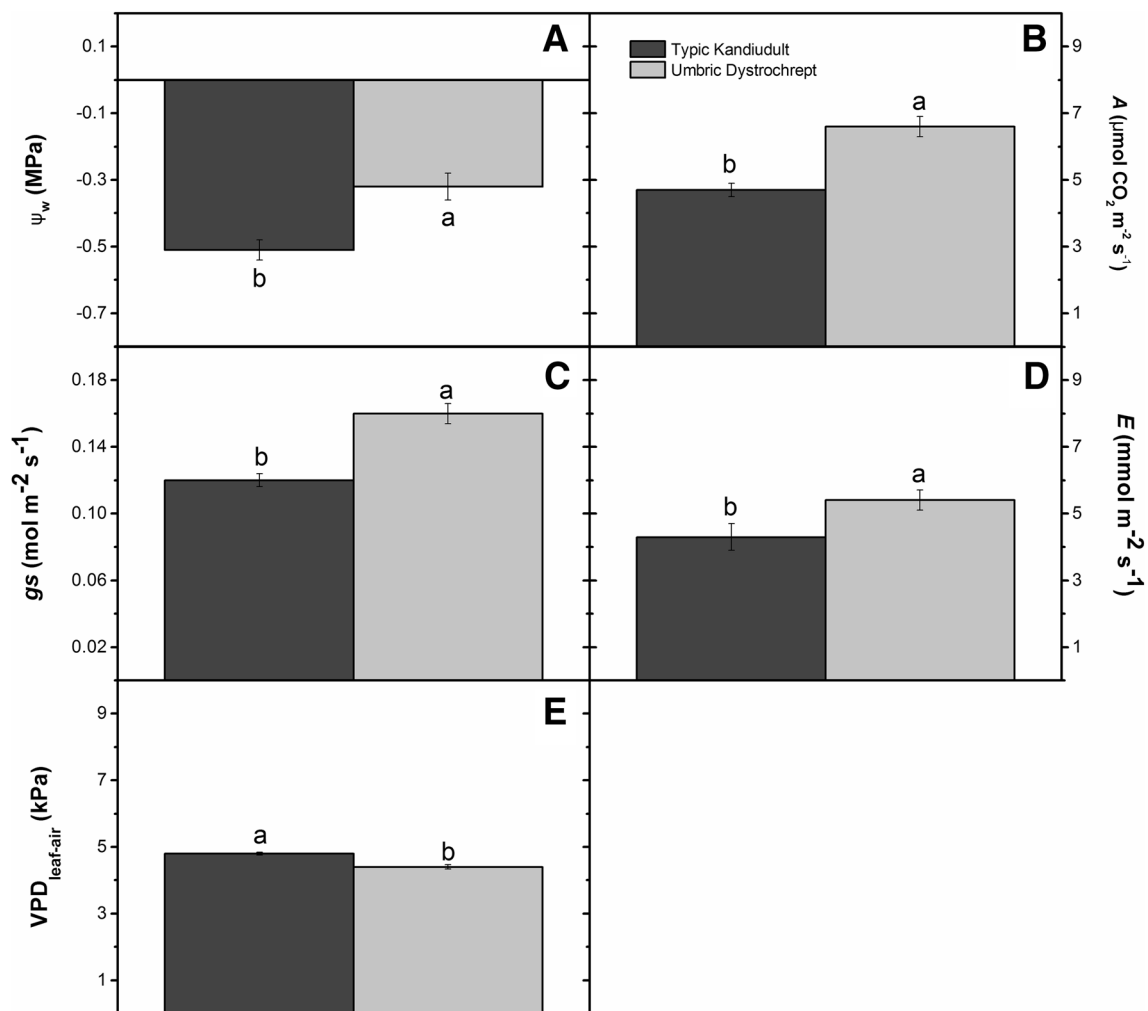 A
0.1
-0.1
-0.3
-0.5
-0.7
ψw (MPa)
b
a
B
Typic Kandiudult
Umbric Dystrochrept
b
a
9
7
5
3
1
A (μmol CO2 m-2 s-1)
C
0.18
0.14
0.10
0.06
0.02
gs (mol m-2 s-1)
b
a
D
b
a
9
7
5
3
1
E (mmol m-2 s-1)
E
9
7
5
3
1
VPDleaf-air (kPa)
a
b